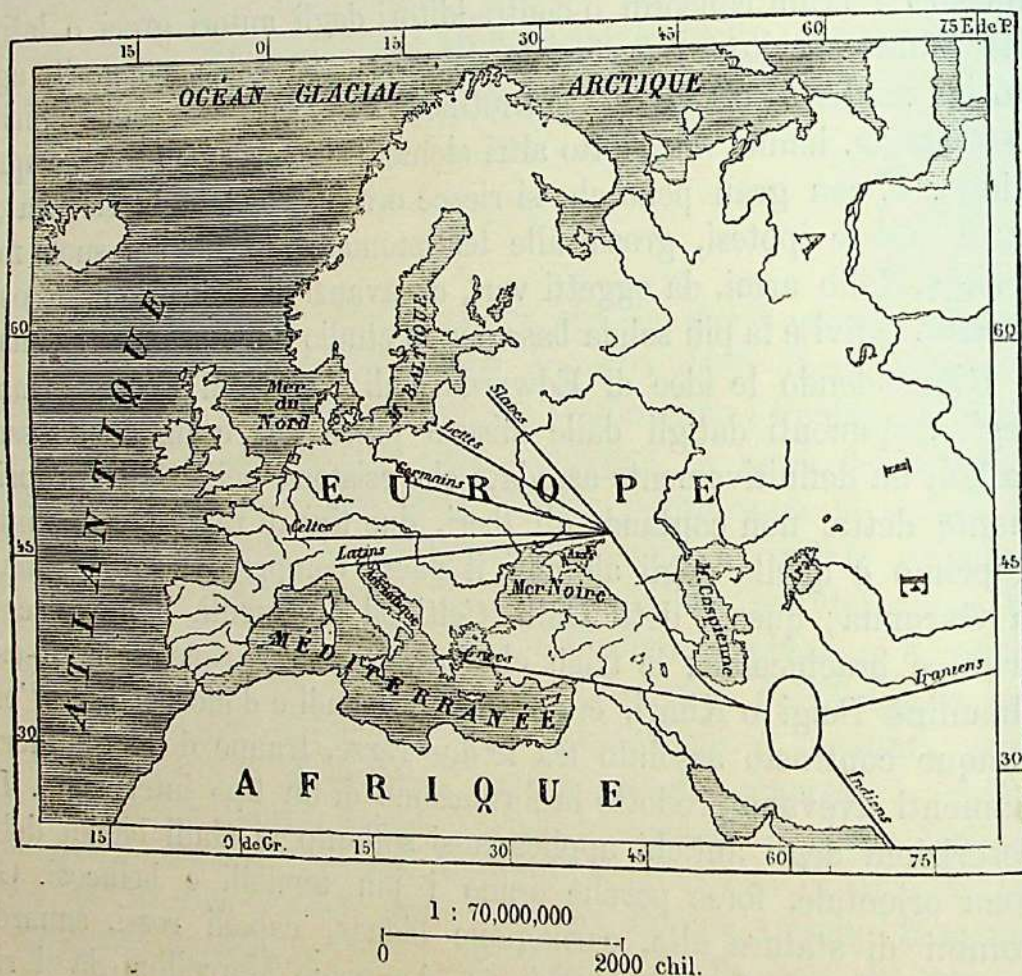 15 0 15 30 45 60 75 E. de P.
OCÉAN GLACIAL ARCTIQUE
60 60
ATLANTIQUE
Mer du Nord
M. BALTIQUE
Slaves
Lettes
Germains
EUROPE
ASIE
Celtes
Latins
45 45
Adriatique
Mer Noire
Azof
M. Caspienne
Aral
MÉDITERRANÉE
Grecs
Iraniens
Indiens
30 30
AFRIQUE
15 0 de Gr. 15 30 45 60 75
1 : 70,000,000
0 2000 chil.